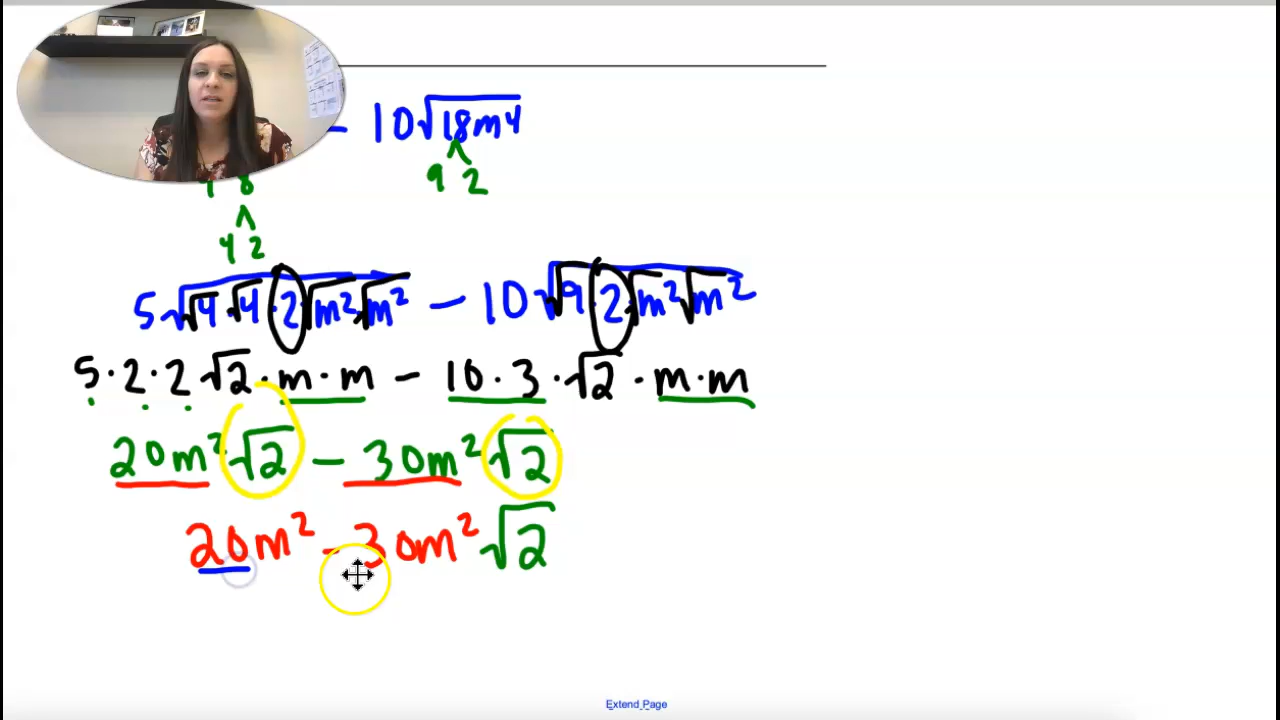 − 10√18m4
9 2
4 2
5√4·√4·2·√m²·√m² − 10√9·2·√m²√m²
5·2·2√2·m·m − 10·3·√2·m·m
20m²√2 − 30m²√2
20m² − 30m²√2
Extend Page